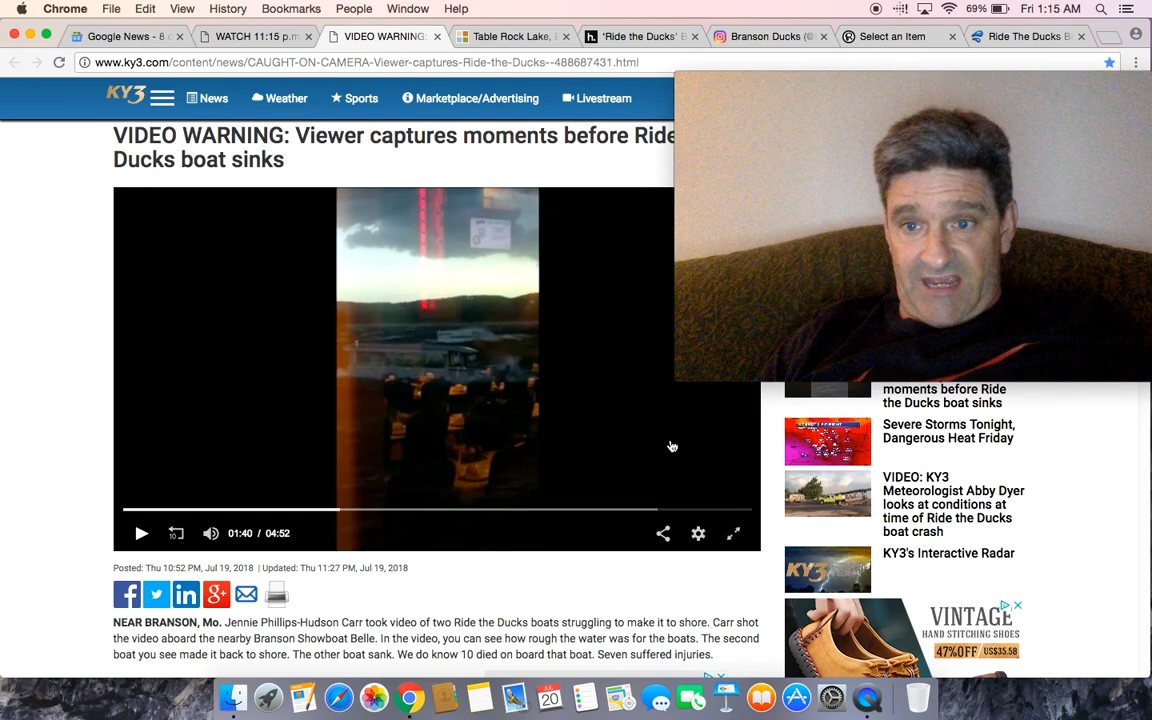 Chrome File Edit View History Bookmarks People Window Help 69% Fri 1:15 AM
Google News - 8 c WATCH 11:15 p.m VIDEO WARNING: Table Rock Lake, 'Ride the Ducks' B Branson Ducks (@ Select an Item Ride The Ducks B
www.ky3.com/content/news/CAUGHT-ON-CAMERA-Viewer-captures-Ride-the-Ducks--488687431.html
KY3 News Weather Sports Marketplace/Advertising Livestream
VIDEO WARNING: Viewer captures moments before Ride
Ducks boat sinks
10
01:40 / 04:52
Posted: Thu 10:52 PM, Jul 19, 2018 | Updated: Thu 11:27 PM, Jul 19, 2018
NEAR BRANSON, Mo. Jennie Phillips-Hudson Carr took video of two Ride the Ducks boats struggling to make it to shore. Carr shot
the video aboard the nearby Branson Showboat Belle. In the video, you can see how rough the water was for the boats. The second
boat you see made it back to shore. The other boat sank. We do know 10 died on board that boat. Seven suffered injuries.
moments before Ride
the Ducks boat sinks
Severe Storms Tonight,
Dangerous Heat Friday
VIDEO: KY3
Meteorologist Abby Dyer
looks at conditions at
time of Ride the Ducks
boat crash
KY3
KY3's Interactive Radar
VINTAGE
HAND STITCHING SHOES
47%OFF US$35.58
JUL
20